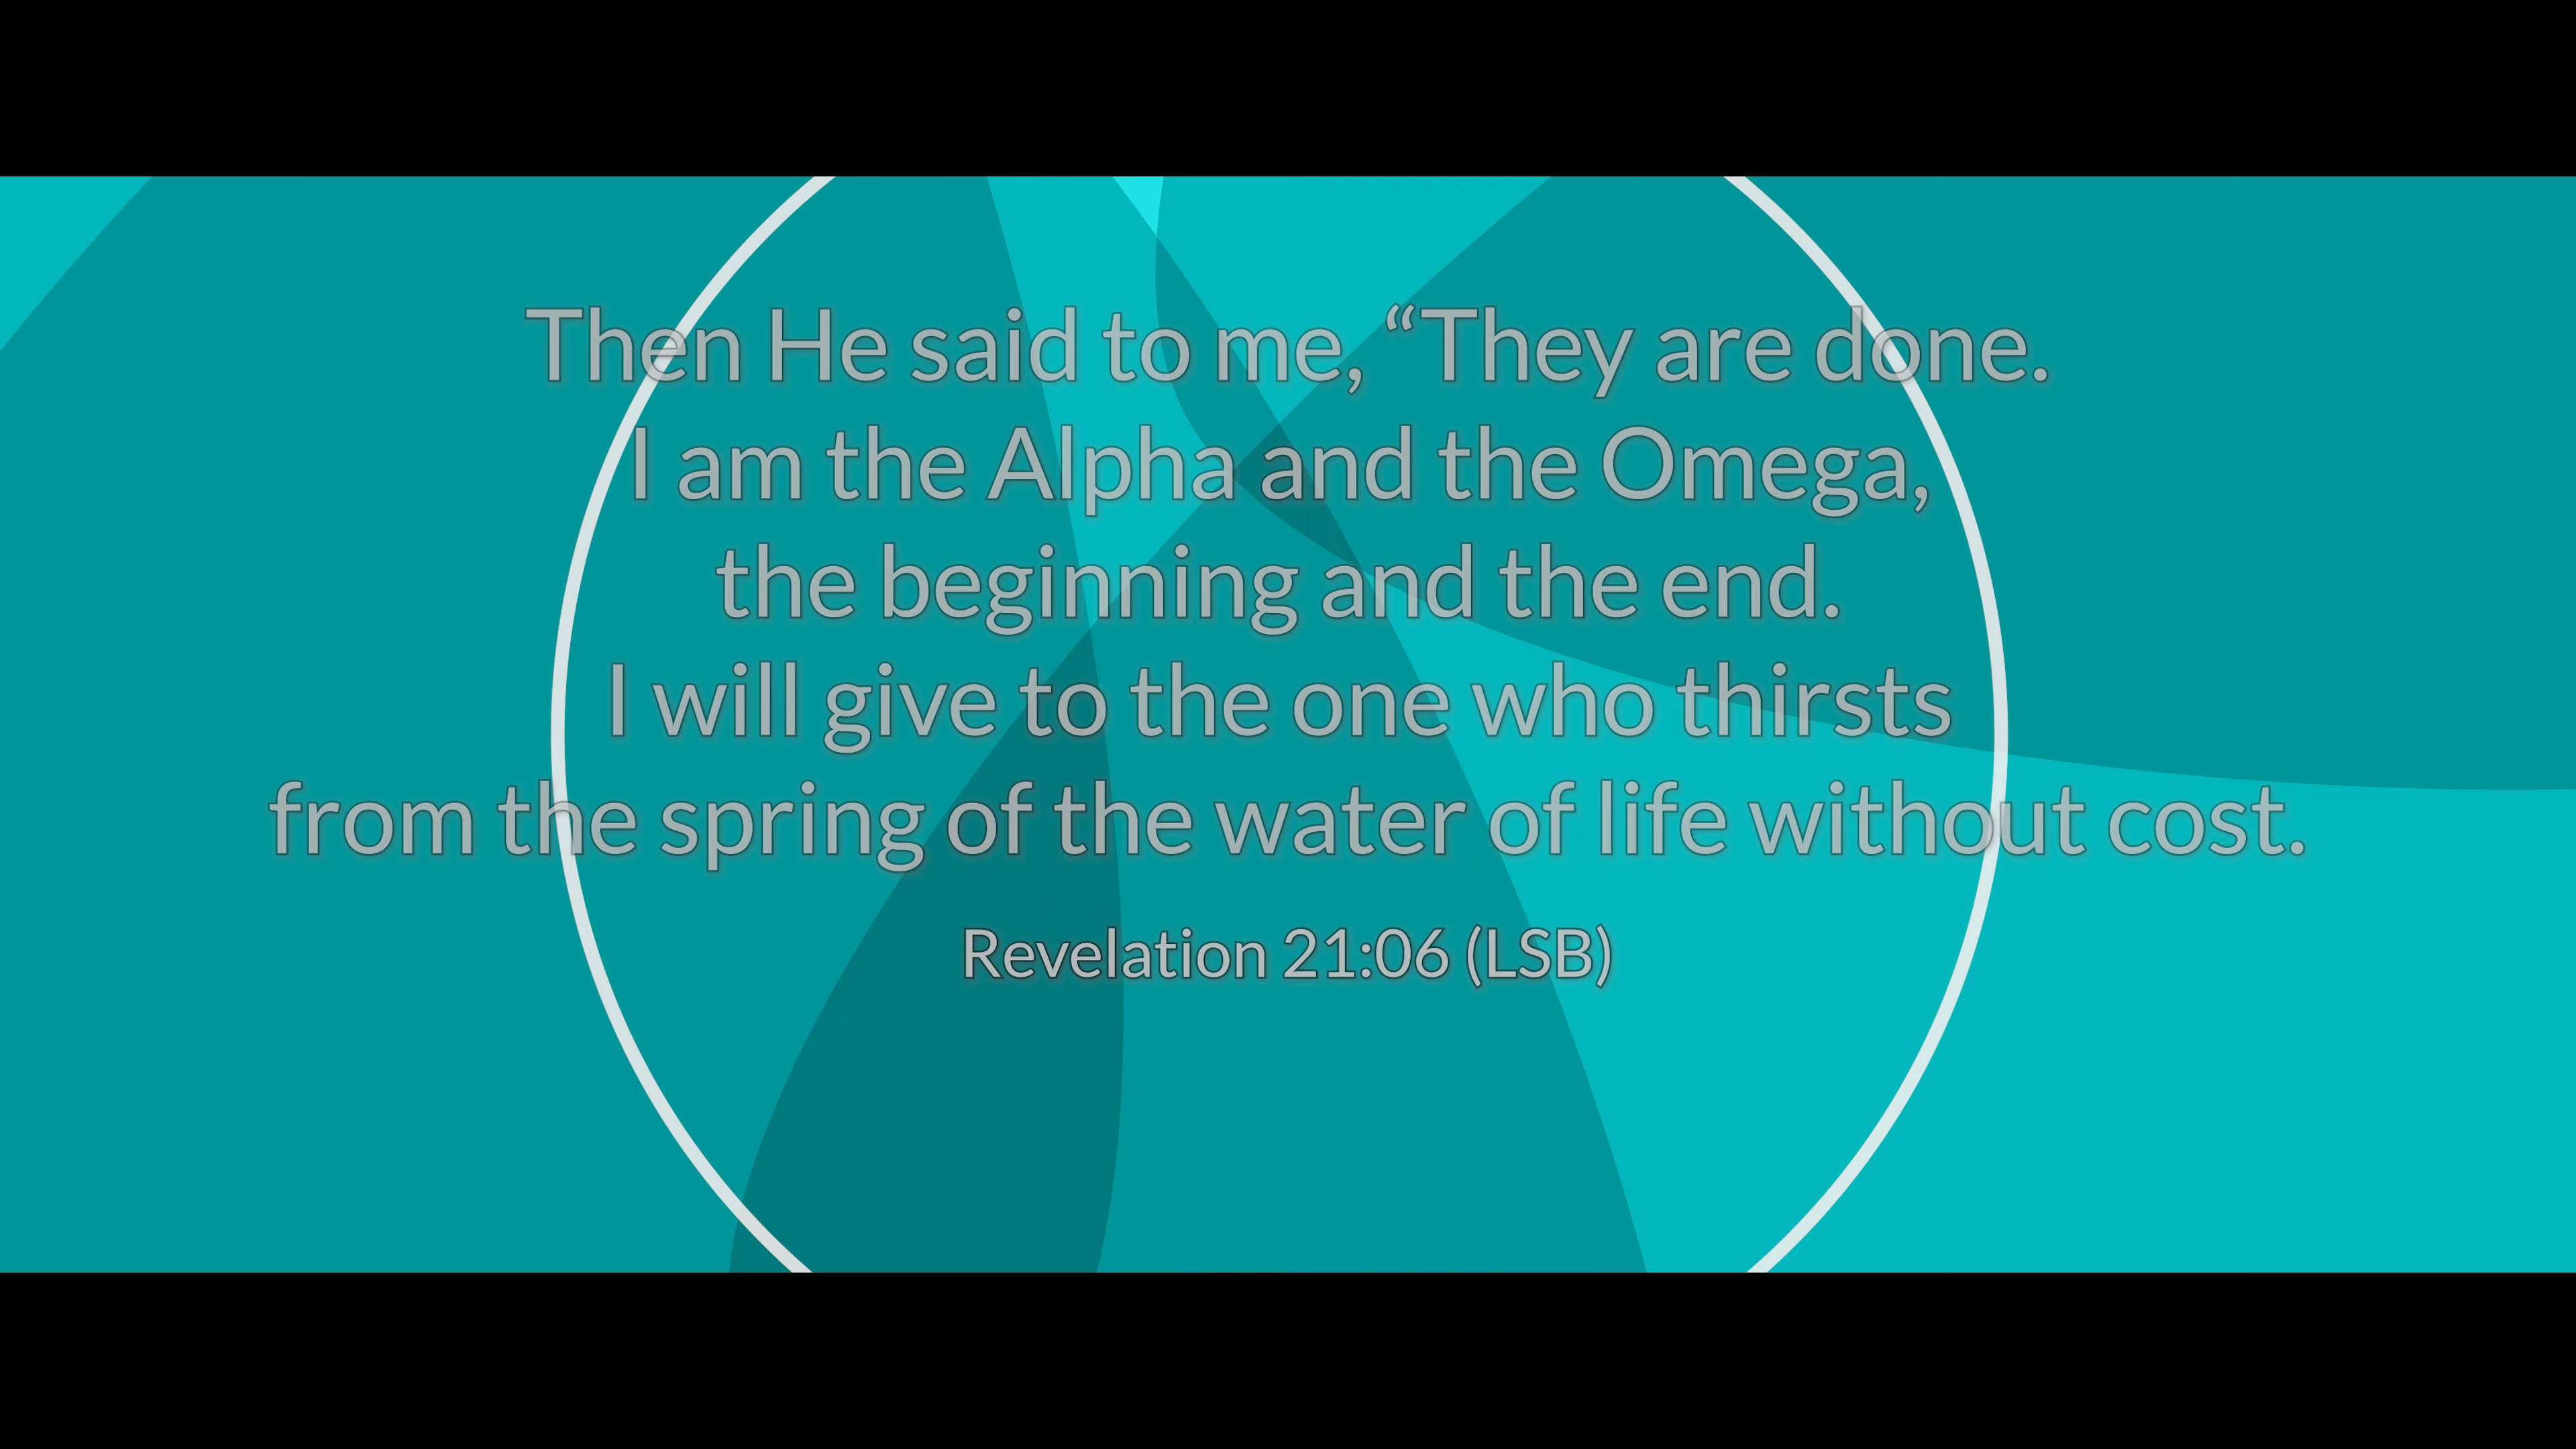 Then He said to me, “They are done.
I am the Alpha and the Omega,
the beginning and the end.
I will give to the one who thirsts
from the spring of the water of life without cost.
Revelation 21:06 (LSB)